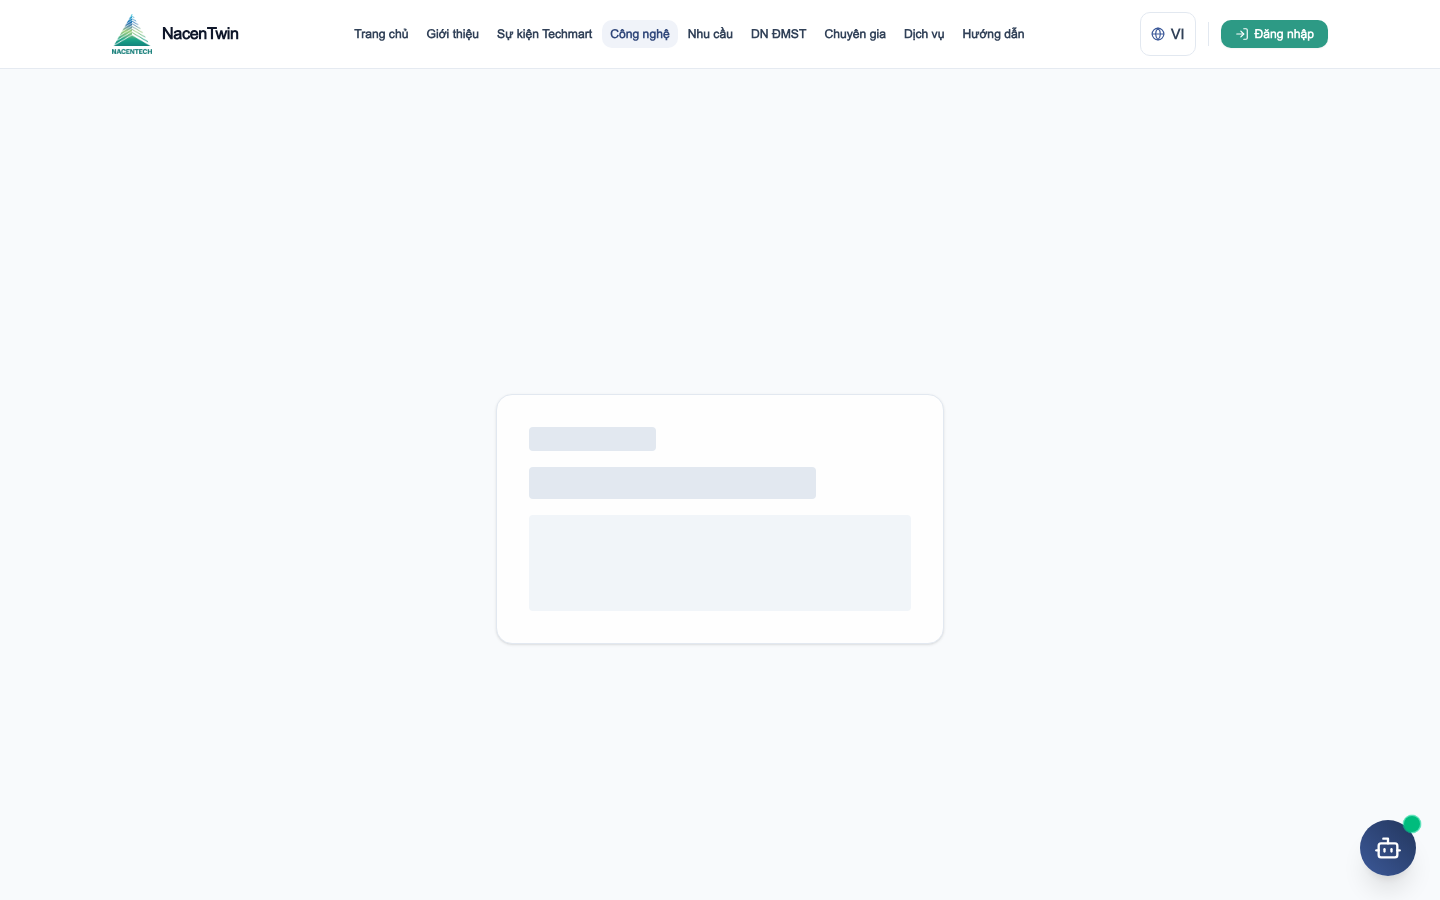 NACENTECH
NacenTwin
Trang chủ
Giới thiệu
Sự kiện Techmart
Công nghệ
Nhu cầu
DN ĐMST
Chuyên gia
Dịch vụ
Hướng dẫn
VI
Đăng nhập